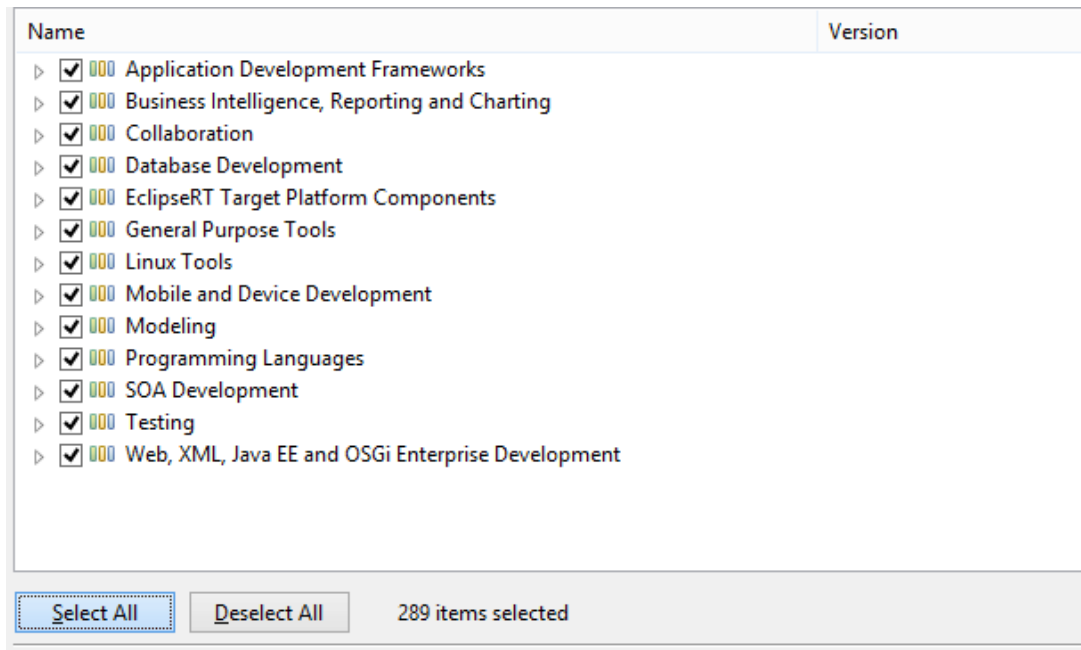 Name Version
Application Development Frameworks
Business Intelligence, Reporting and Charting
Collaboration
Database Development
EclipseRT Target Platform Components
General Purpose Tools
Linux Tools
Mobile and Device Development
Modeling
Programming Languages
SOA Development
Testing
Web, XML, Java EE and OSGi Enterprise Development
Select All Deselect All 289 items selected